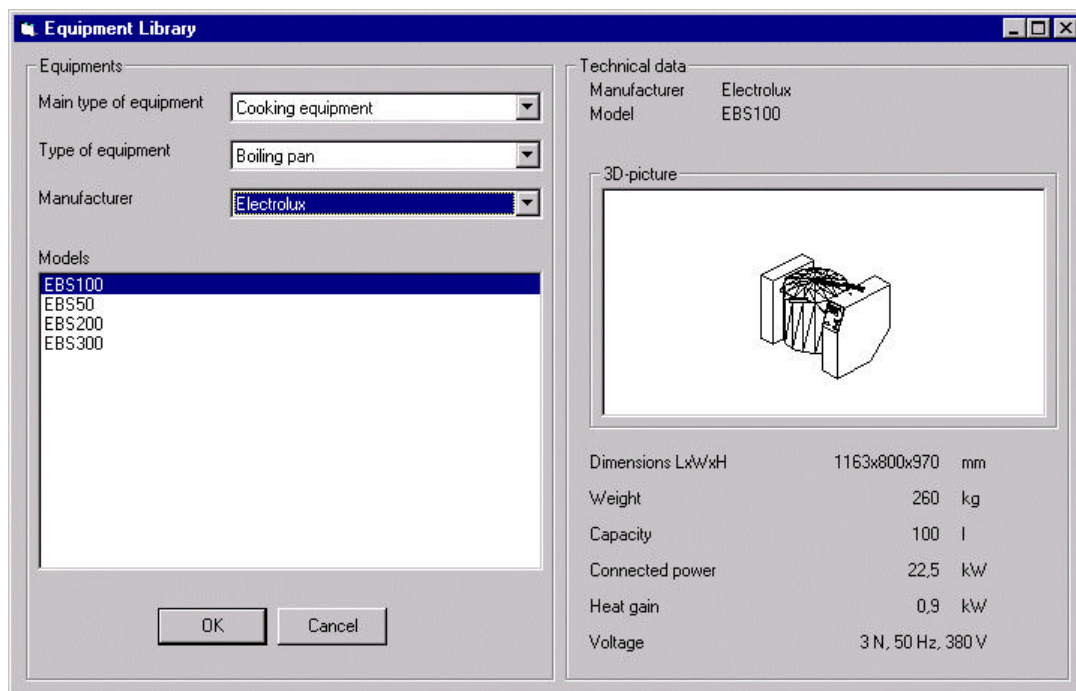 Equipment Library
Equipments
Main type of equipment Cooking equipment
Type of equipment Boiling pan
Manufacturer Electrolux
Models
EBS100
EBS50
EBS200
EBS300
OK Cancel
Technical data
Manufacturer Electrolux
Model EBS100
3D-picture
Dimensions LxWxH 1163x800x970 mm
Weight 260 kg
Capacity 100 l
Connected power 22,5 kW
Heat gain 0,9 kW
Voltage 3 N, 50 Hz, 380 V